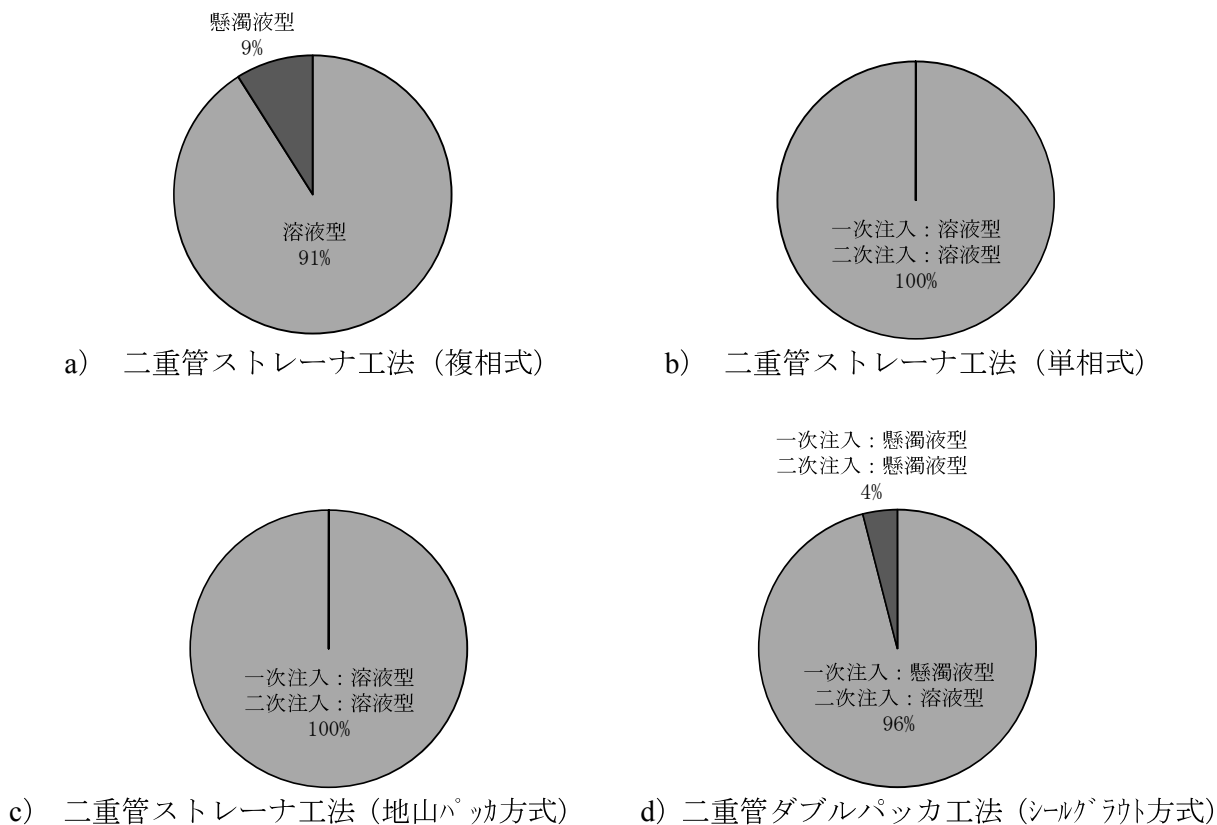 懸濁液型
9%
溶液型
91%
a） 二重管ストレーナ工法（複相式）
一次注入：溶液型
二次注入：溶液型
100%
b） 二重管ストレーナ工法（単相式）
一次注入：溶液型
二次注入：溶液型
100%
c） 二重管ストレーナ工法（地山ﾊﾟｯｶ方式）
一次注入：懸濁液型
二次注入：懸濁液型
4%
一次注入：懸濁液型
二次注入：溶液型
96%
d）二重管ダブルパッカ工法（ｼｰﾙｸﾞﾗｳﾄ方式）